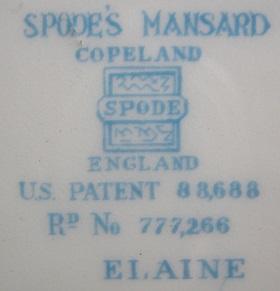 SPODE'S MANSARD
COPELAND
SPODE
ENGLAND
U.S. PATENT 88,688
RD No 777,266
ELAINE